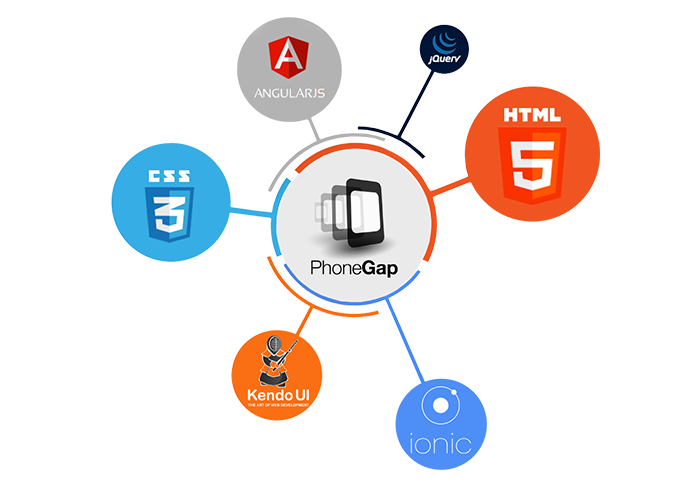 ANGULARJS
jQuery
HTML
5
CSS
3
PhoneGap
Kendo UI
THE ART OF WEB DEVELOPMENT
ionic